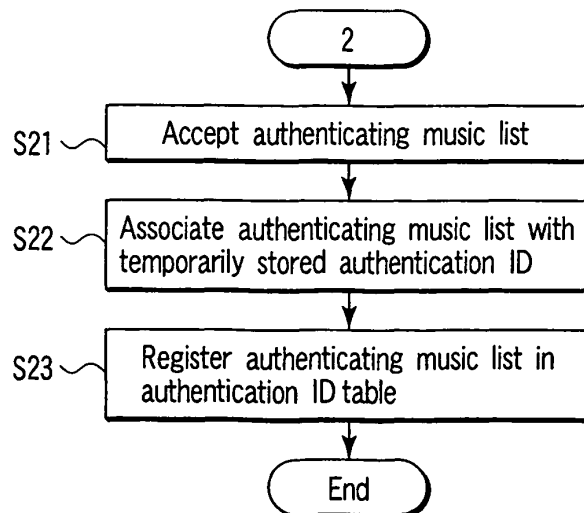 2
S21
Accept authenticating music list
S22
Associate authenticating music list with
temporarily stored authentication ID
S23
Register authenticating music list in
authentication ID table
End